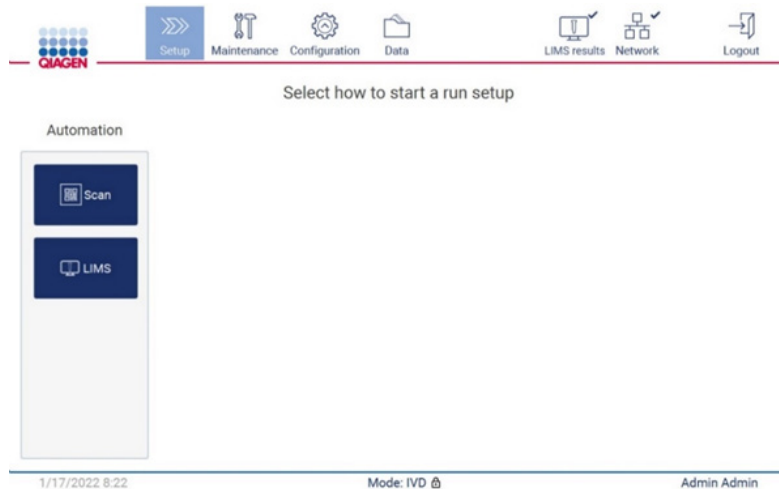 QIAGEN
Setup
Maintenance
Configuration
Data
LIMS results
Network
Logout
Select how to start a run setup
Automation
Scan
LIMS
1/17/2022 8:22
Mode: IVD
Admin Admin